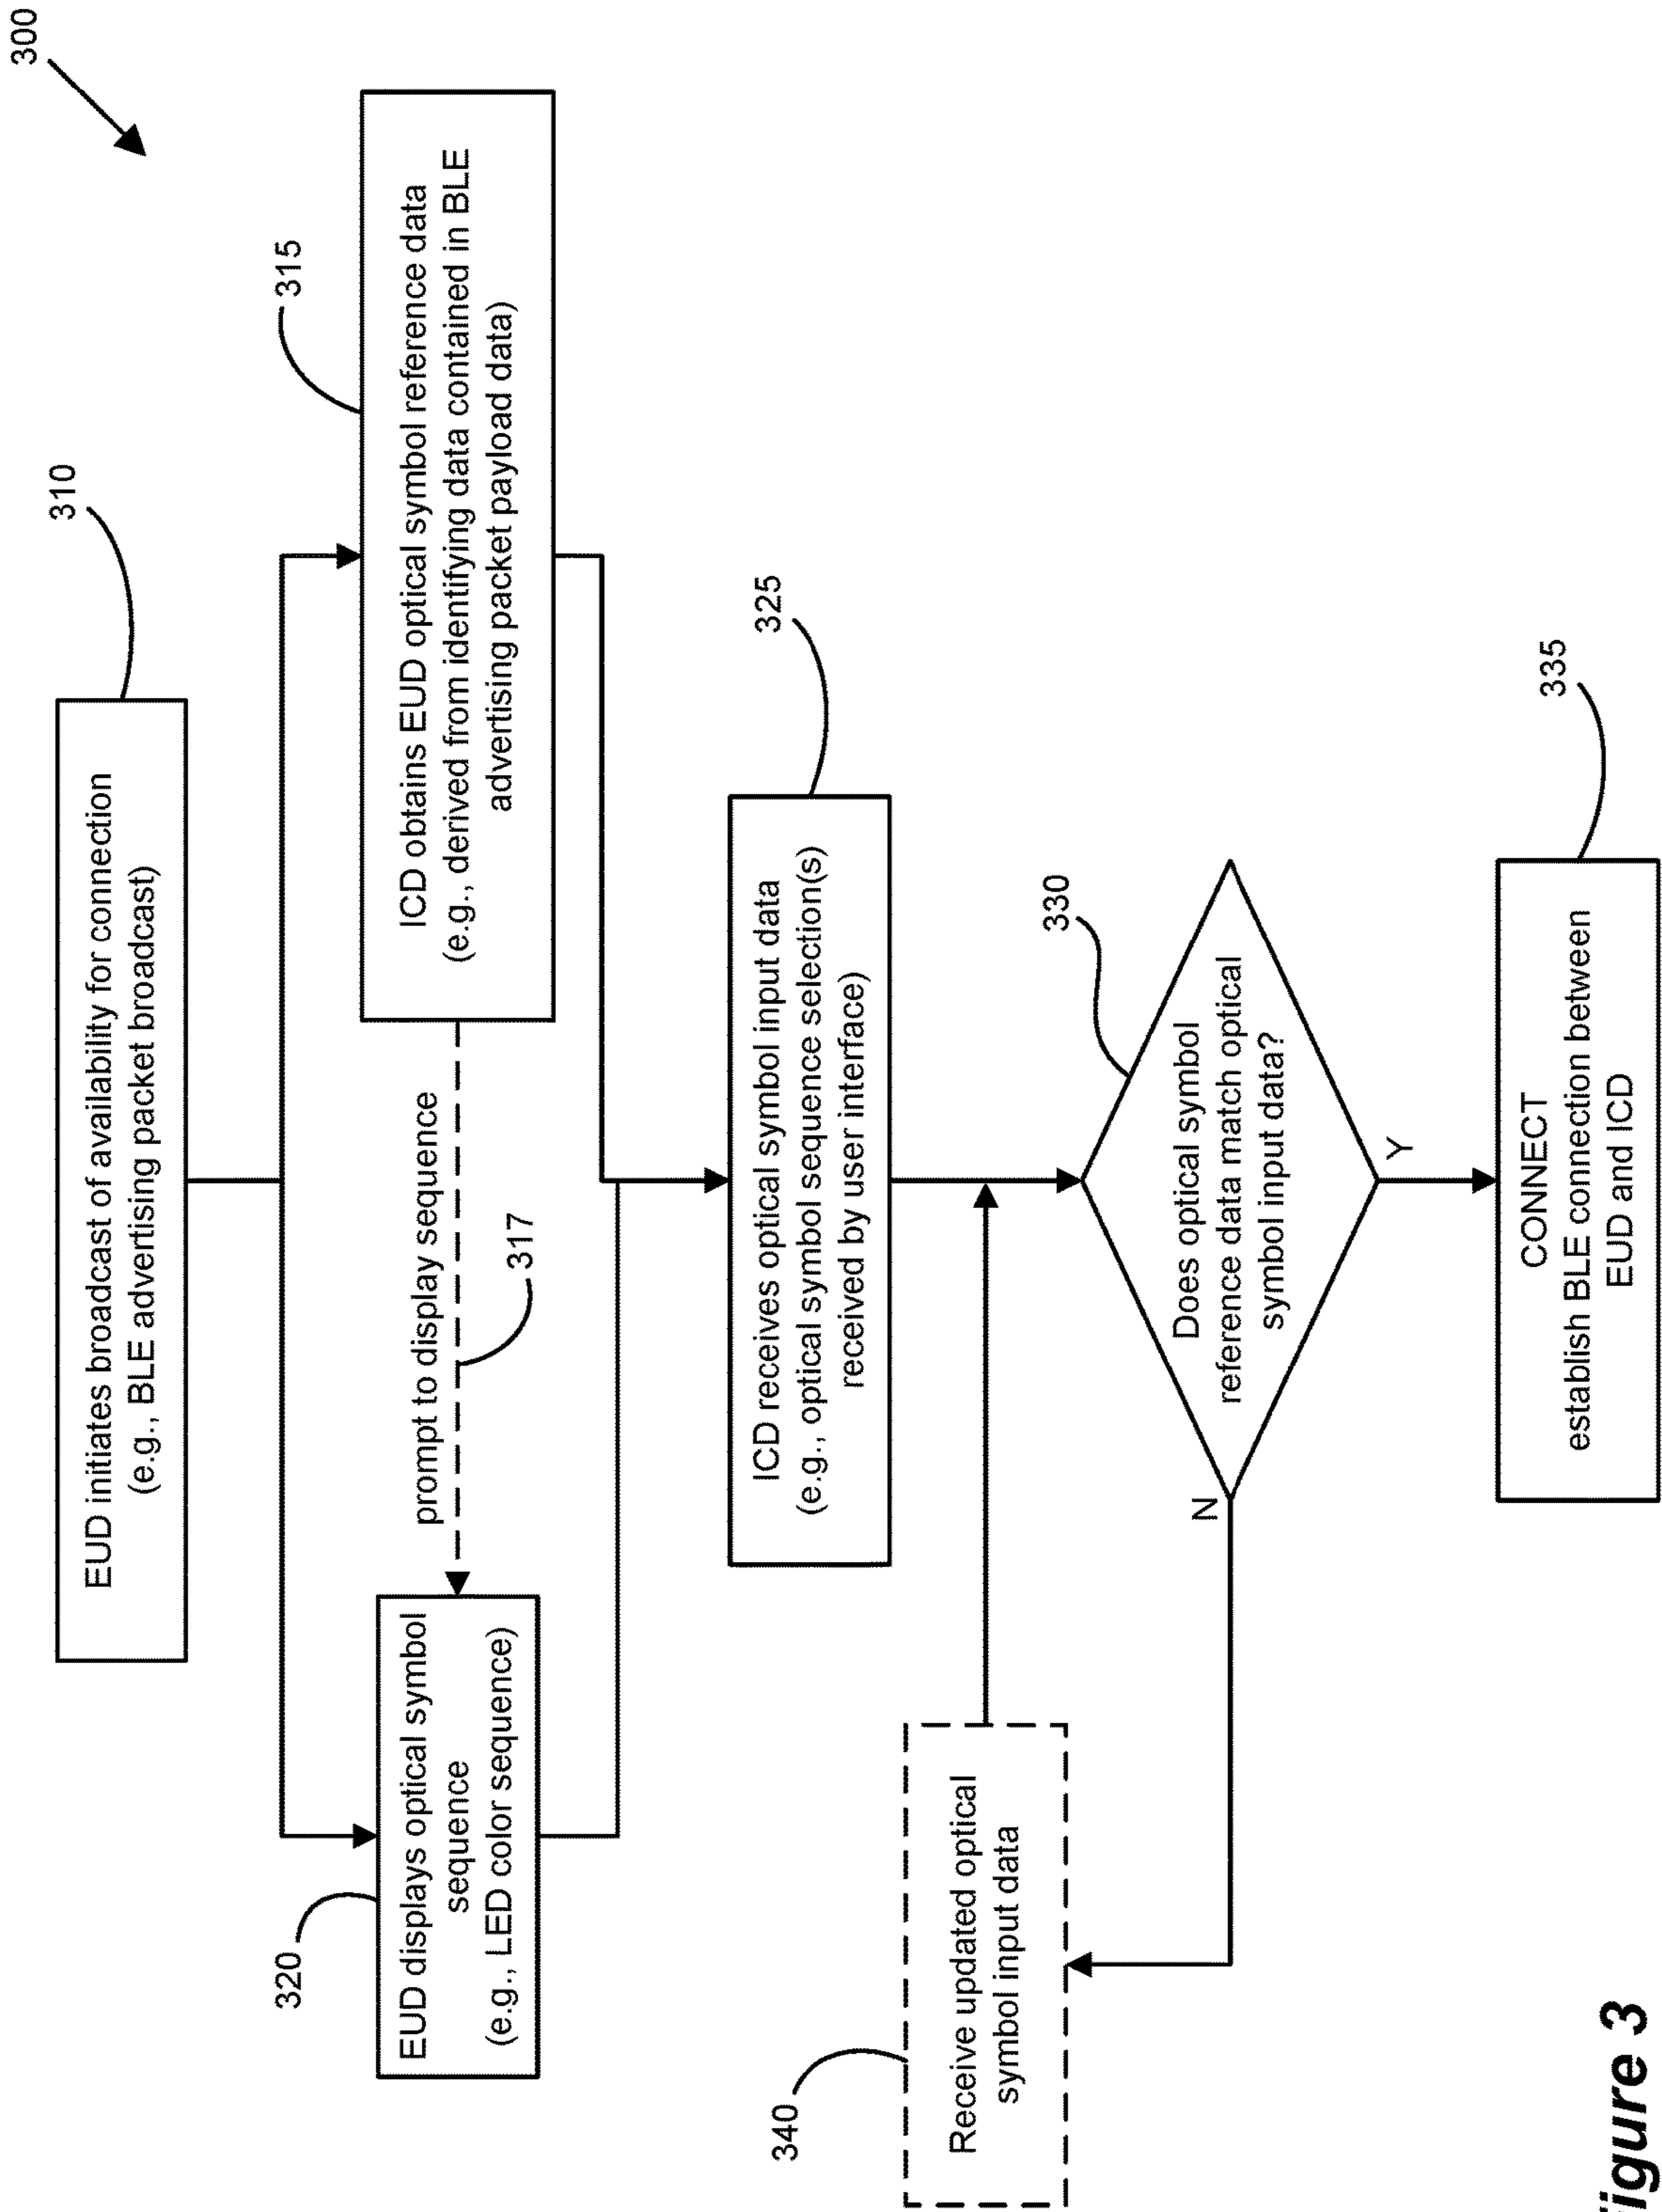 300
310
EUD initiates broadcast of availability for connection
(e.g., BLE advertising packet broadcast)
315
ICD obtains EUD optical symbol reference data
(e.g., derived from identifying data contained in BLE
advertising packet payload data)
prompt to display sequence
317
320
EUD displays optical symbol
sequence
(e.g., LED color sequence)
325
ICD receives optical symbol input data
(e.g., optical symbol sequence selection(s)
received by user interface)
330
Does optical symbol
reference data match optical
symbol input data?
N
Y
340
Receive updated optical
symbol input data
335
CONNECT
establish BLE connection between
EUD and ICD
igure 3